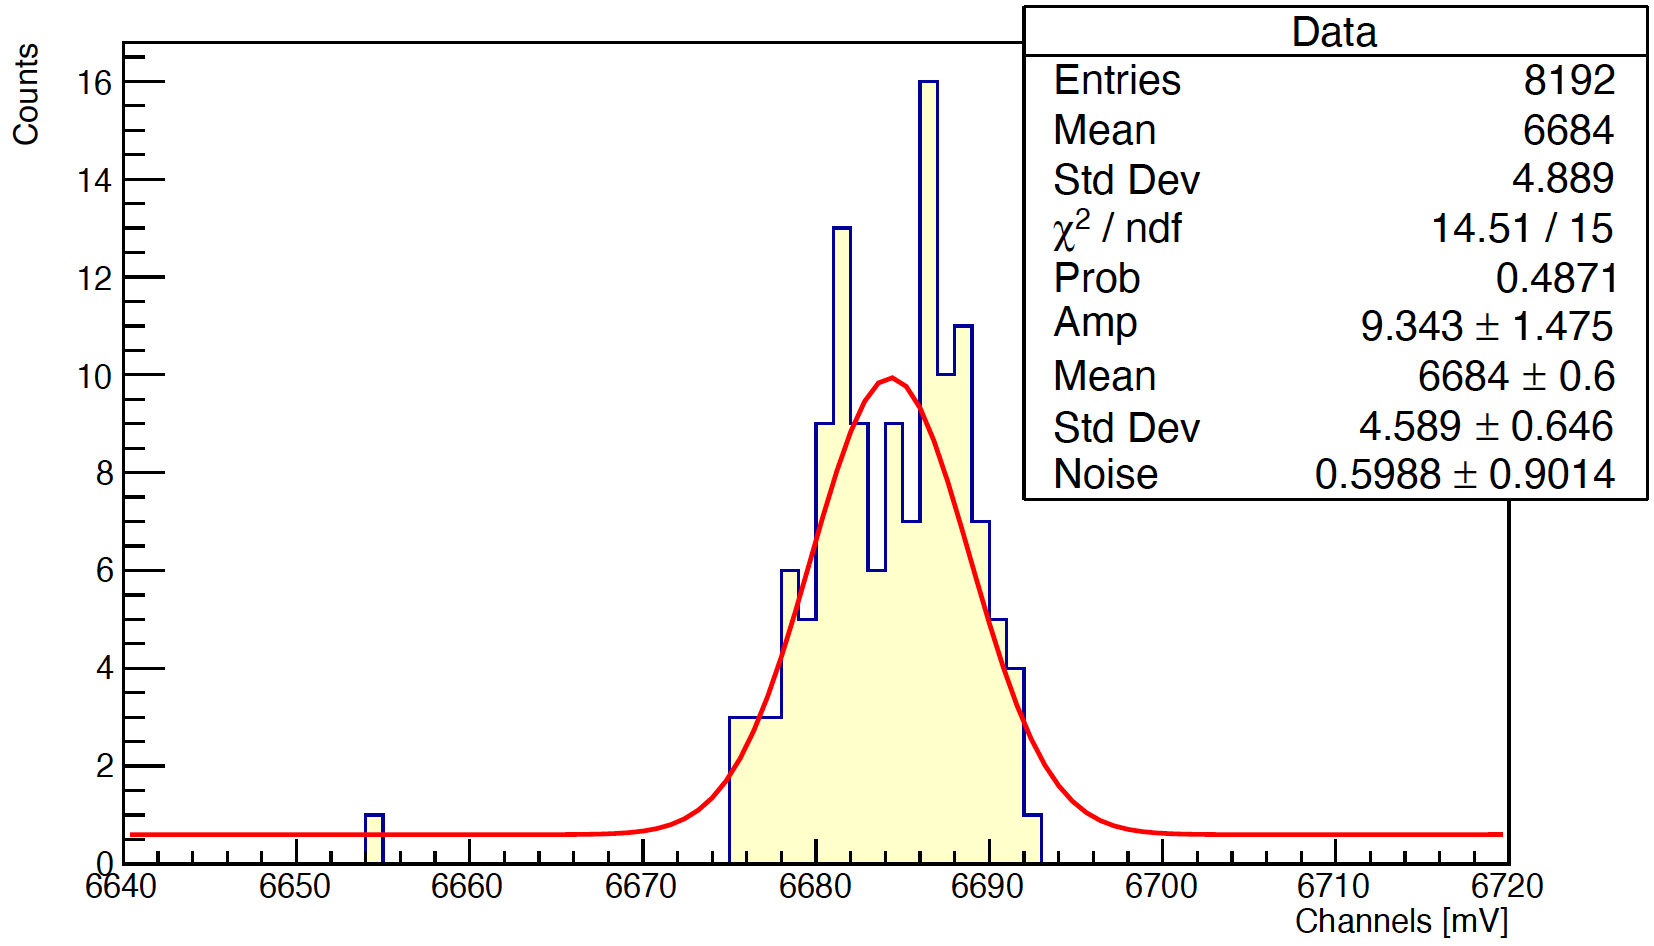 Counts
16
14
12
10
8
6
4
2
0
6640 6650 6660 6670 6680 6690 6700 6710 6720
Channels [mV]
Data
Entries 8192
Mean 6684
Std Dev 4.889
χ² / ndf 14.51 / 15
Prob 0.4871
Amp 9.343 ± 1.475
Mean 6684 ± 0.6
Std Dev 4.589 ± 0.646
Noise 0.5988 ± 0.9014